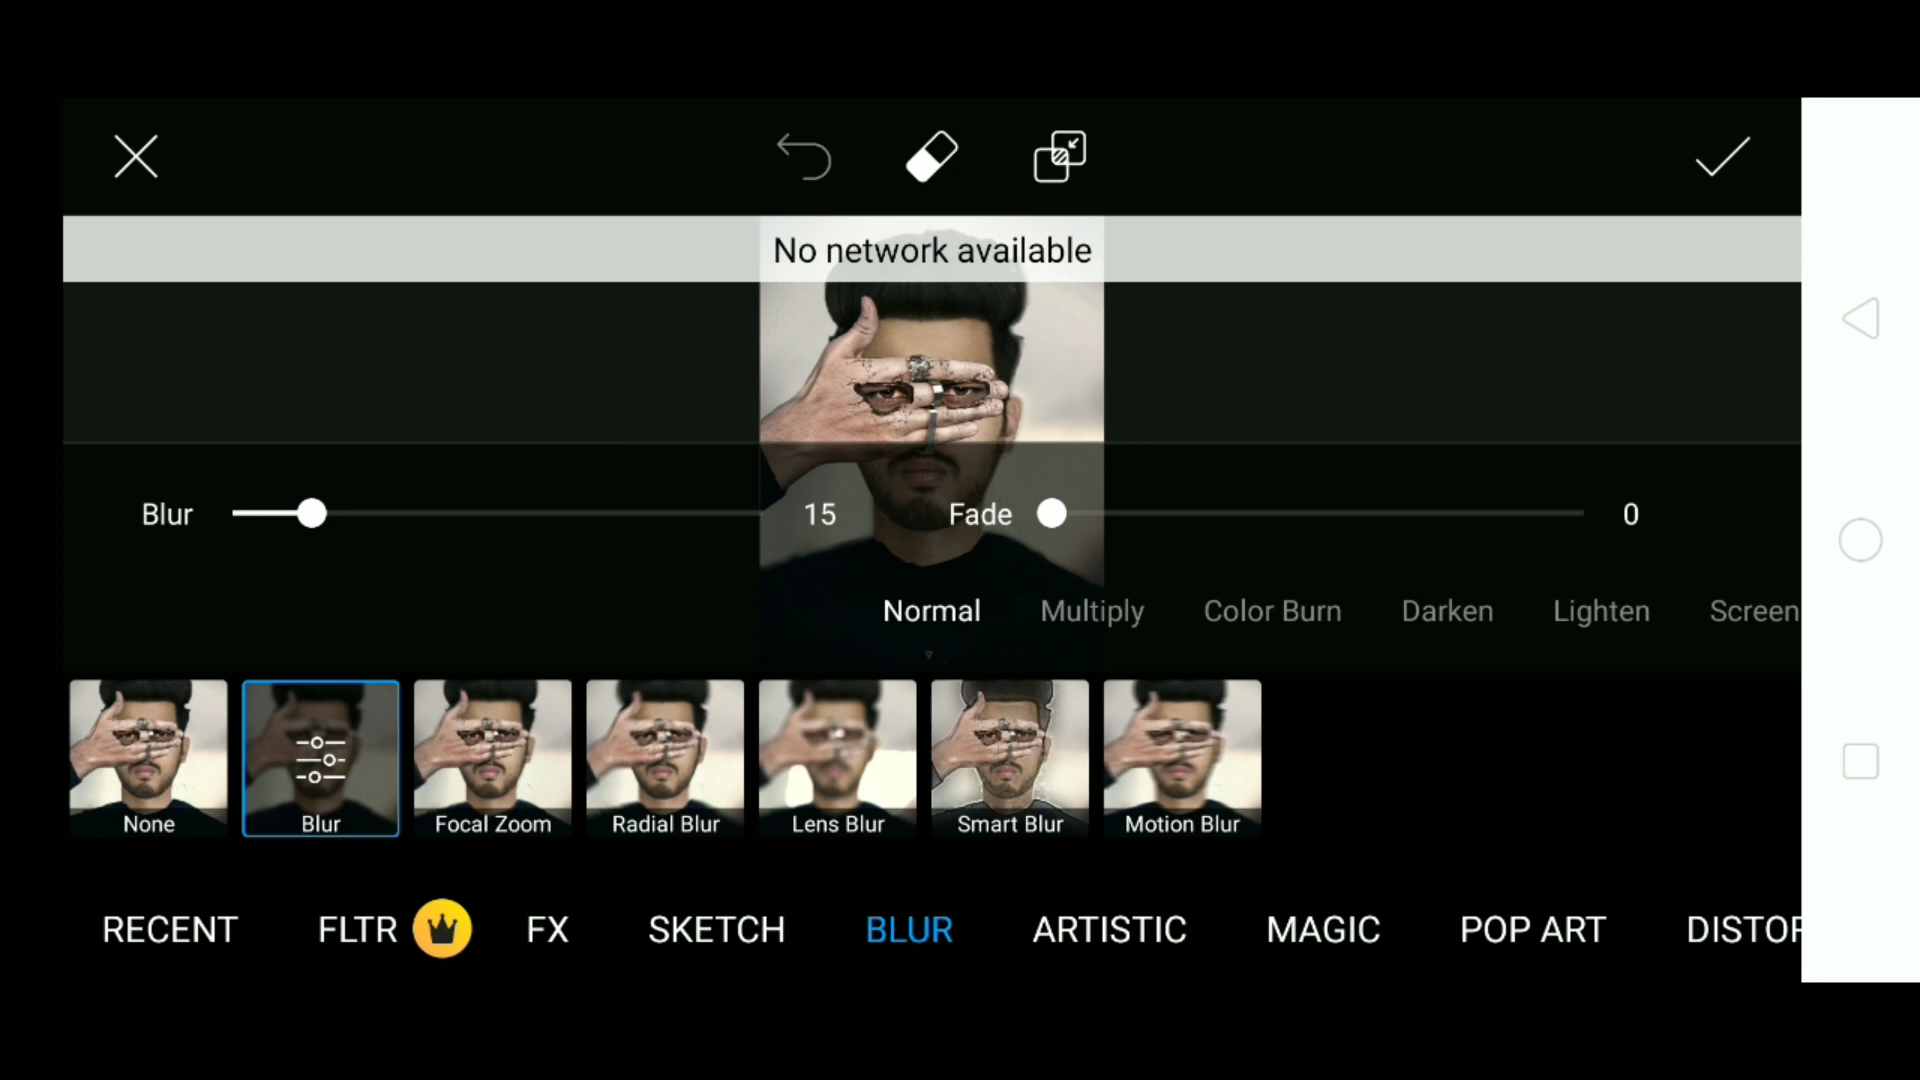 No network available
Blur 15 Fade 0
Normal Multiply Color Burn Darken Lighten Screen
None Blur Focal Zoom Radial Blur Lens Blur Smart Blur Motion Blur
RECENT FLTR FX SKETCH BLUR ARTISTIC MAGIC POP ART DISTOR